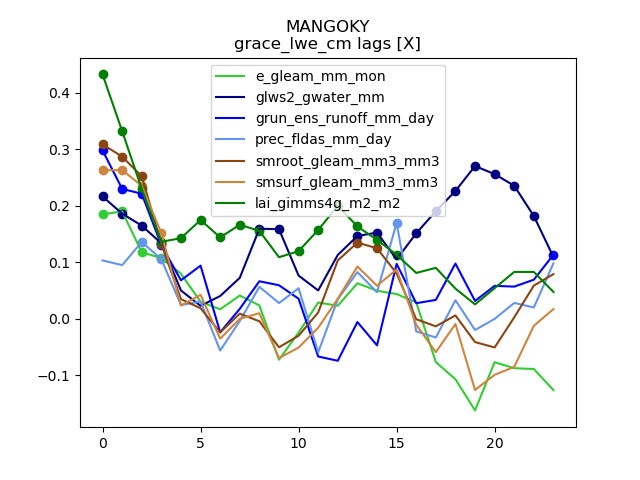 MANGOKY
grace_lwe_cm lags [X]
e_gleam_mm_mon
glws2_gwater_mm
grun_ens_runoff_mm_day
prec_fldas_mm_day
smroot_gleam_mm3_mm3
smsurf_gleam_mm3_mm3
lai_gimms4g_m2_m2
0.4
0.3
0.2
0.1
0.0
−0.1
0 5 10 15 20